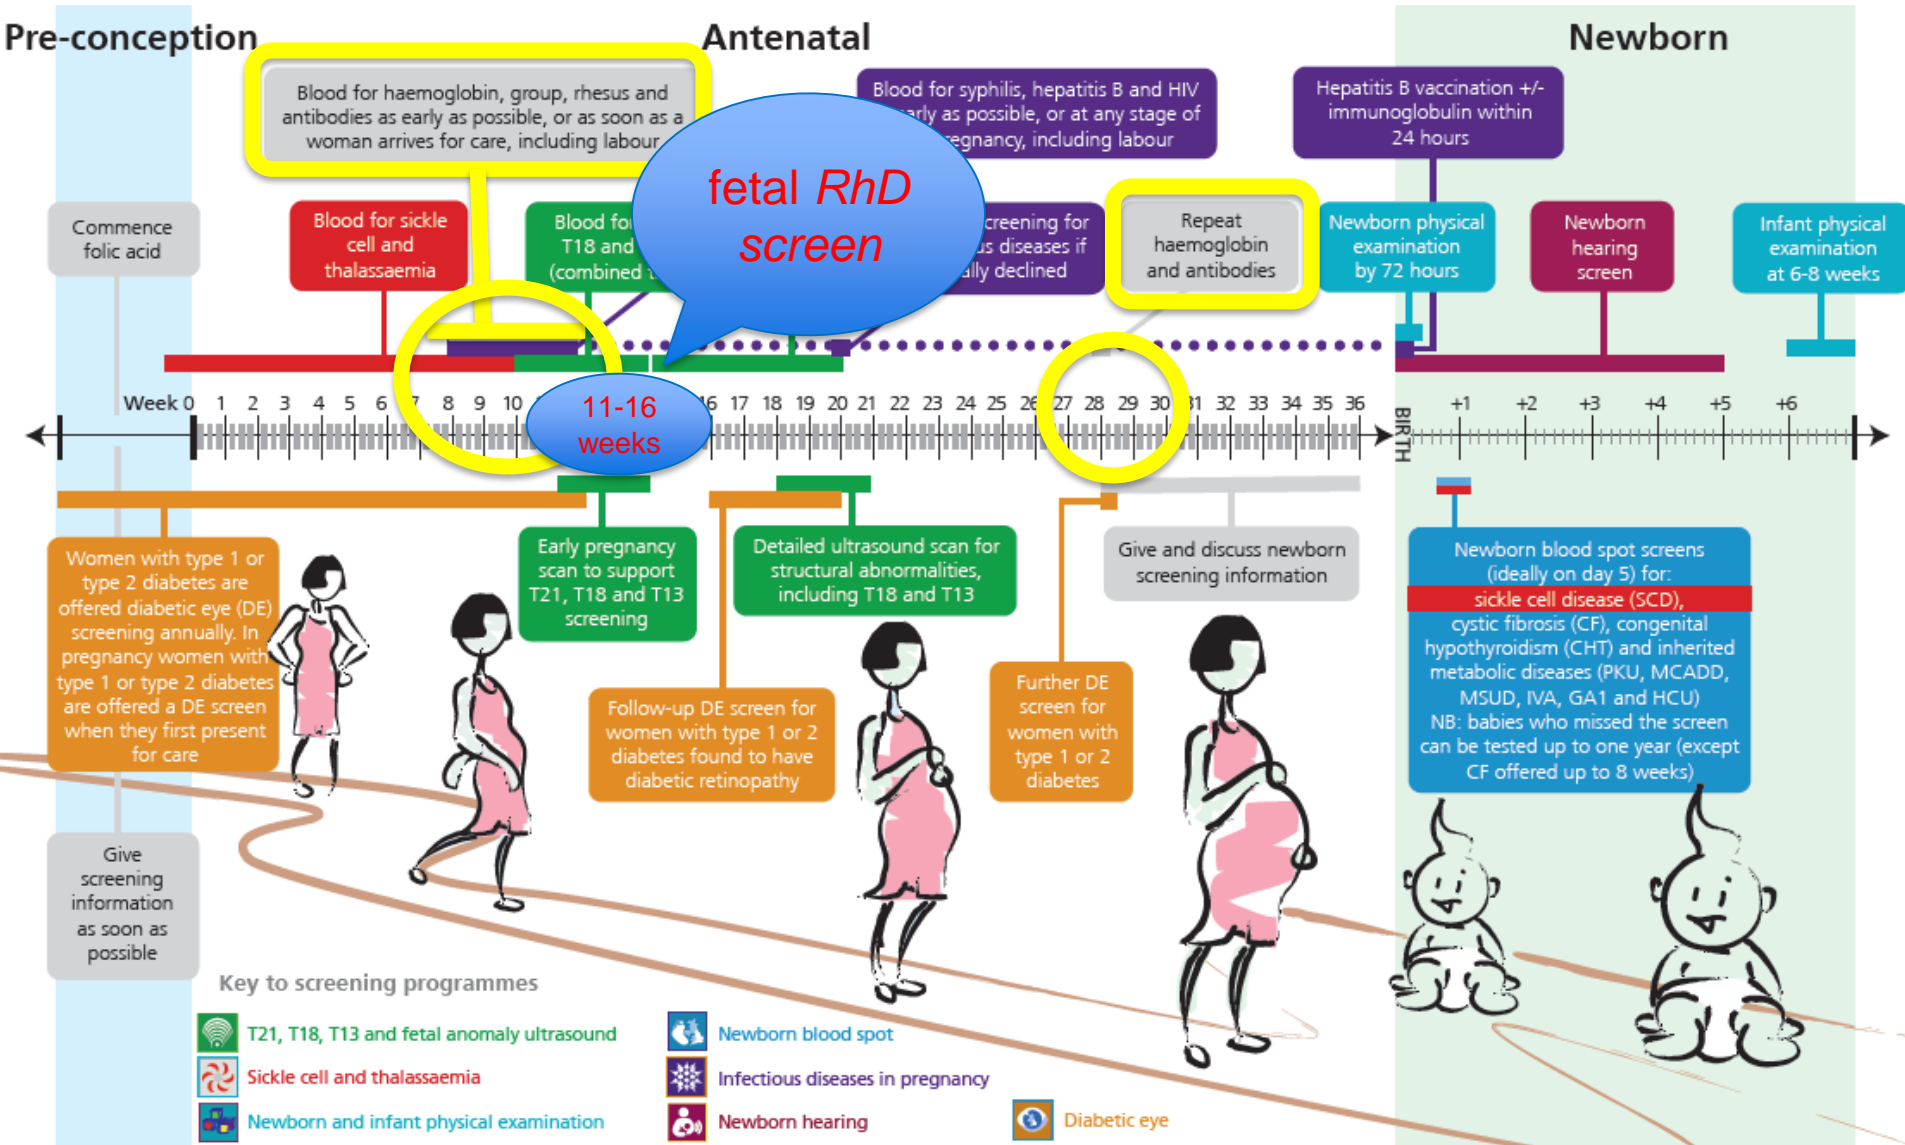 Pre-conception
Antenatal
Newborn
Blood for haemoglobin, group, rhesus and
antibodies as early as possible, or as soon as a
woman arrives for care, including labour
Blood for syphilis, hepatitis B and HIV
early as possible, or at any stage of
pregnancy, including labour
Hepatitis B vaccination +/-
immunoglobulin within
24 hours
fetal RhD
screen
Commence
folic acid
Blood for sickle
cell and
thalassaemia
Blood for
T18 and
(combined
screening for
diseases if
declined
Repeat
haemoglobin
and antibodies
Newborn physical
examination
by 72 hours
Newborn
hearing
screen
Infant physical
examination
at 6-8 weeks
Week 0 1 2 3 4 5 6 7 8 9 10 16 17 18 19 20 21 22 23 24 25 26 27 28 29 30 31 32 33 34 35 36
BIRTH
+1 +2 +3 +4 +5 +6
11-16
weeks
Women with type 1 or
type 2 diabetes are
offered diabetic eye (DE)
screening annually. In
pregnancy women with
type 1 or type 2 diabetes
are offered a DE screen
when they first present
for care
Early pregnancy
scan to support
T21, T18 and T13
screening
Detailed ultrasound scan for
structural abnormalities,
including T18 and T13
Give and discuss newborn
screening information
Newborn blood spot screens
(ideally on day 5) for:
sickle cell disease (SCD),
cystic fibrosis (CF), congenital
hypothyroidism (CHT) and inherited
metabolic diseases (PKU, MCADD,
MSUD, IVA, GA1 and HCU)
NB: babies who missed the screen
can be tested up to one year (except
CF offered up to 8 weeks)
Follow-up DE screen for
women with type 1 or 2
diabetes found to have
diabetic retinopathy
Further DE
screen for
women with
type 1 or 2
diabetes
Give
screening
information
as soon as
possible
Key to screening programmes
T21, T18, T13 and fetal anomaly ultrasound
Sickle cell and thalassaemia
Newborn and infant physical examination
Newborn blood spot
Infectious diseases in pregnancy
Newborn hearing
Diabetic eye